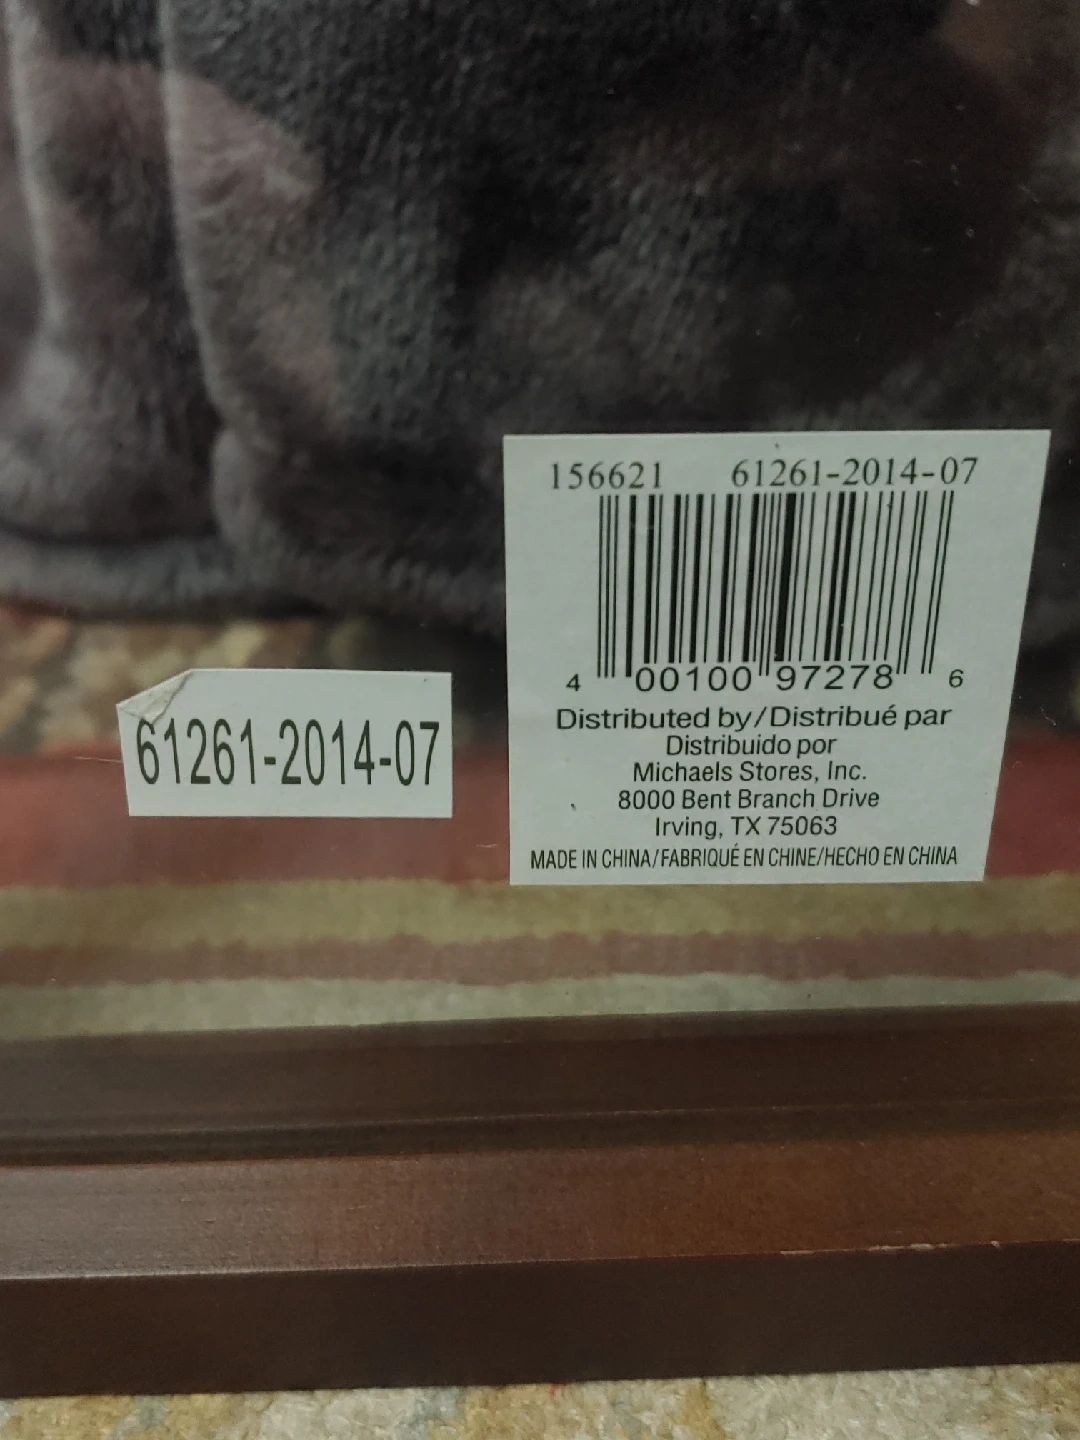 156621 61261-2014-07
4 00100 97278 6
Distributed by/Distribué par
Distribuido por
Michaels Stores, Inc.
8000 Bent Branch Drive
Irving, TX 75063
MADE IN CHINA/FABRIQUÉ EN CHINE/HECHO EN CHINA
61261-2014-07